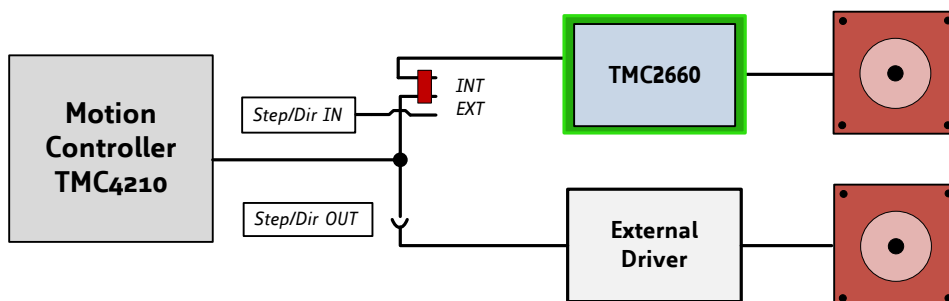 Motion
Controller
TMC4210
Step/Dir IN
INT
EXT
TMC2660
Step/Dir OUT
External
Driver